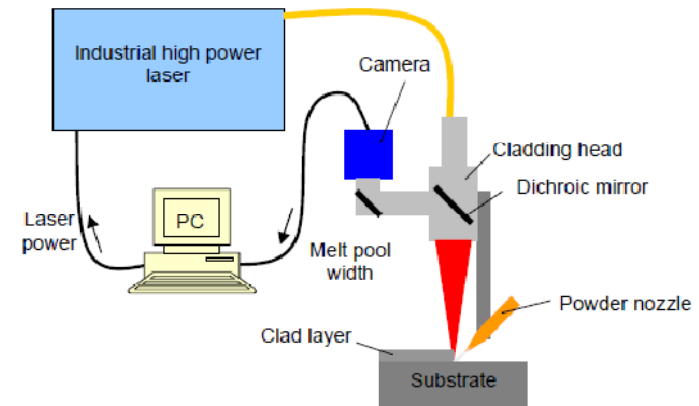 Industrial high power
laser
Camera
Cladding head
Dichroic mirror
Laser
power
PC
Melt pool
width
Powder nozzle
Clad layer
Substrate